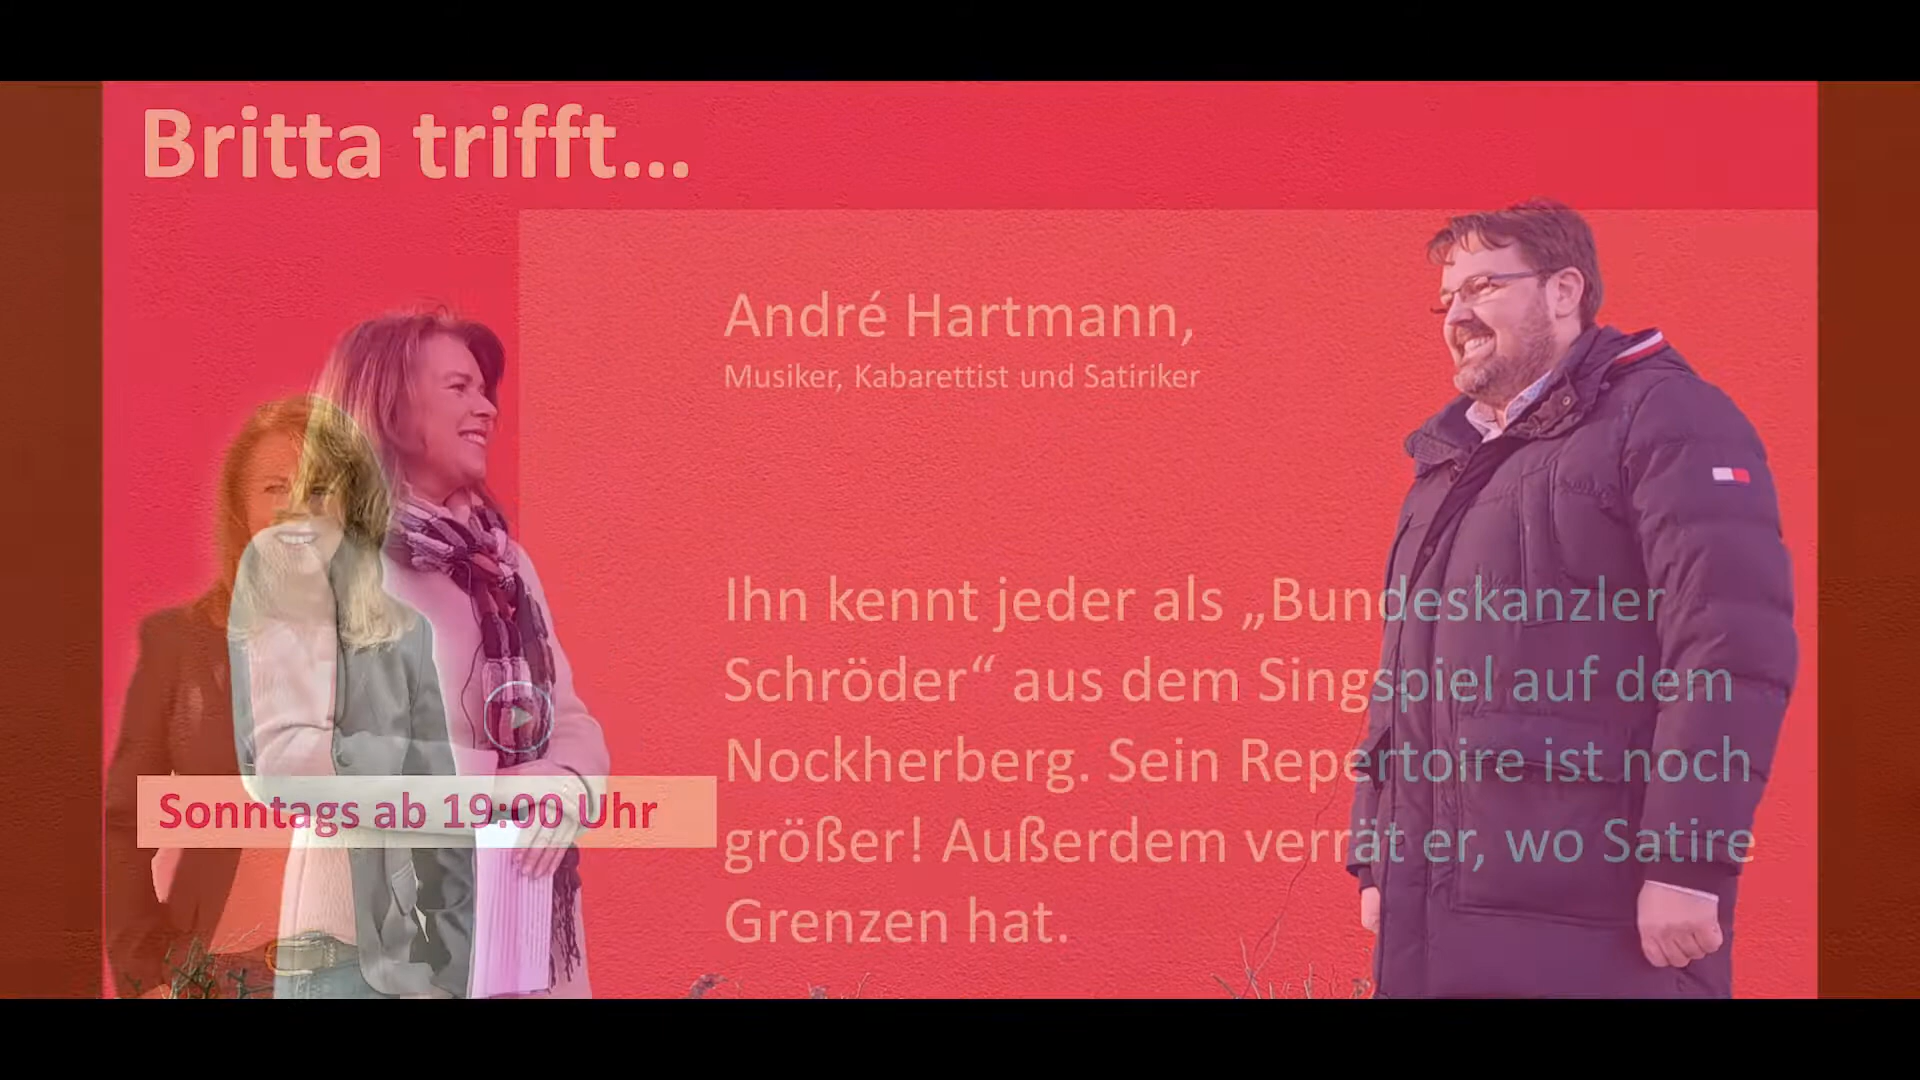 Britta trifft...
André Hartmann,
Musiker, Kabarettist und Satiriker
Ihn kennt jeder als „Bundeskanzler
Schröder“ aus dem Singspiel auf dem
Nockherberg. Sein Repertoire ist noch
größer! Außerdem verrät er, wo Satire
Grenzen hat.
Sonntags ab 19:00 Uhr